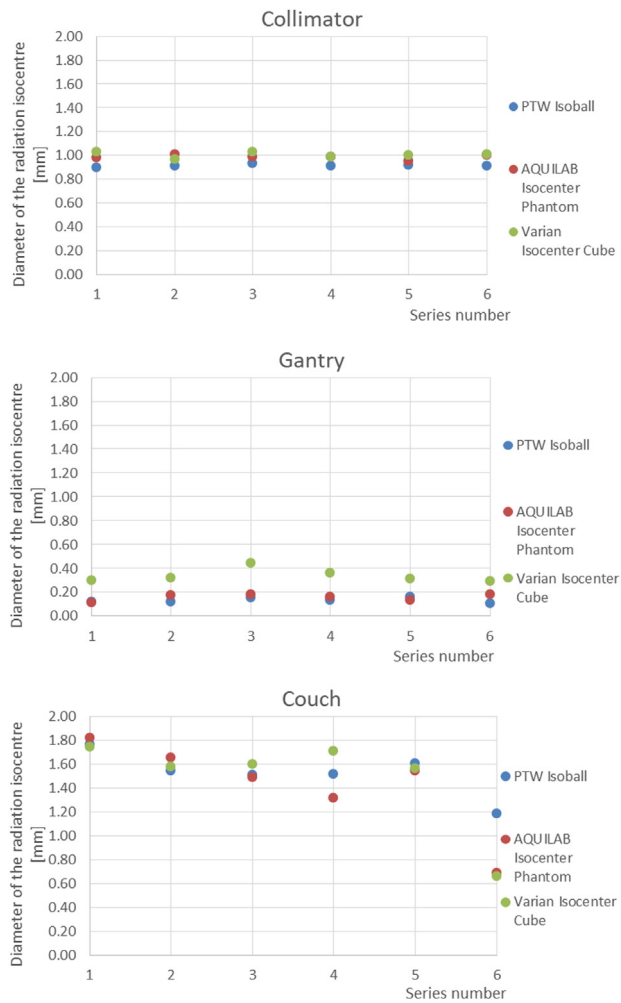 Collimator
Diameter of the radiation isocentre
[mm]
2.00
1.80
1.60
1.40
1.20
1.00
0.80
0.60
0.40
0.20
0.00
1 2 3 4 5 6
Series number
PTW Isoball
AQUILAB
Isocenter
Phantom
Varian
Isocenter Cube
Gantry
Diameter of the radiation isocentre
[mm]
2.00
1.80
1.60
1.40
1.20
1.00
0.80
0.60
0.40
0.20
0.00
1 2 3 4 5 6
Series number
PTW Isoball
AQUILAB
Isocenter
Phantom
Varian Isocenter
Cube
Couch
Diameter of the radiation isocentre
[mm]
2.00
1.80
1.60
1.40
1.20
1.00
0.80
0.60
0.40
0.20
0.00
1 2 3 4 5 6
Series number
PTW Isoball
AQUILAB
Isocenter
Phantom
Varian Isocenter
Cube